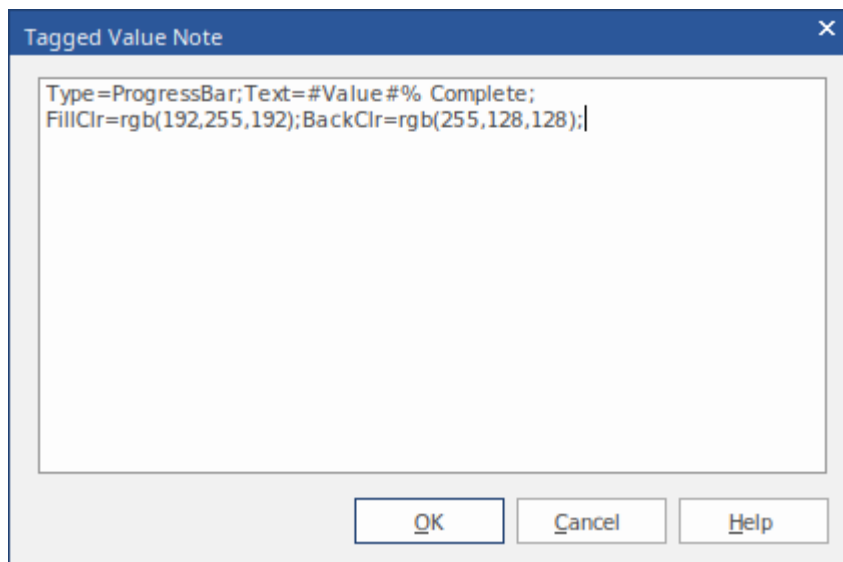 Tagged Value Note
Type=ProgressBar;Text=#Value#% Complete;
FillClr=rgb(192,255,192);BackClr=rgb(255,128,128);
OK
Cancel
Help